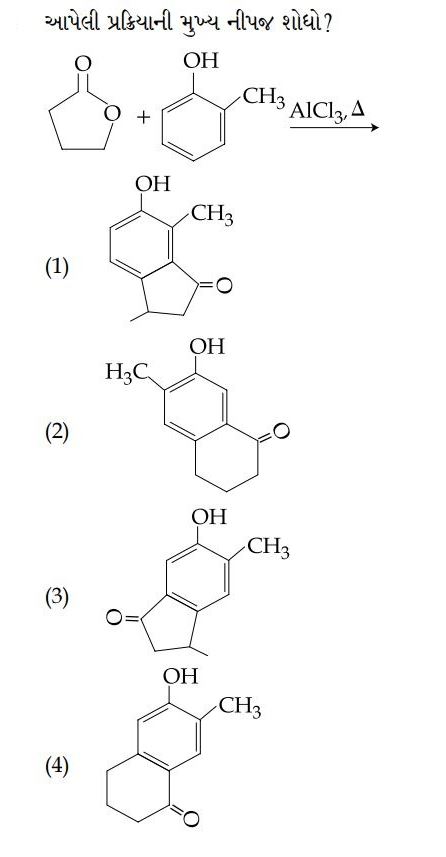 આપેલી પ્રક્રિયાની મુખ્ય નીપજ શોધો?
O OH
O + CH3 AlCl3, Δ
(1) OH CH3 O
(2) OH H3C O
(3) OH CH3 O
(4) OH CH3 O